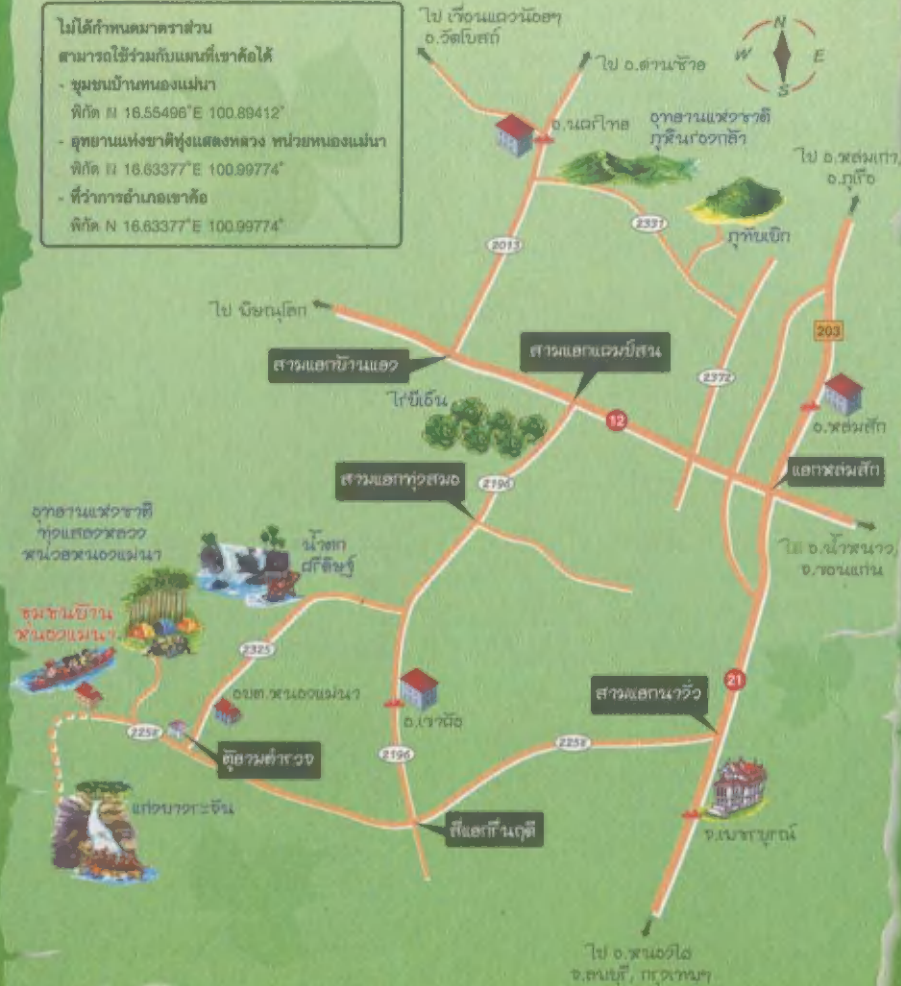 ไม่ได้กำหนดมาตราส่วน
สามารถใช้ร่วมกับแผนที่เขาค้อได้
- ชุมชนบ้านหนองแม่นา
พิกัด N 16.55496°E 100.89412°
- อุทยานแห่งชาติทุ่งแสลงหลวง หน่วยหนองแม่นา
พิกัด N 16.63377°E 100.99774°
- ที่ว่าการอำเภอเขาค้อ
พิกัด N 16.63377°E 100.99774°
ไป เขื่อนแควน้อยฯ
อ.วัดโบสถ์
N
W
E
S
ไป อ.ด่านซ้าย
อ.นครไทย
อุทยานแห่งชาติ
ภูหินร่องกล้า
ไป อ.หล่มเก่า,
อ.ภูเรือ
2331
ภูทับเบิก
2013
ไป พิษณุโลก
203
สามแยกบ้านแยง
สามแยกแคมป์สน
2372
ไร่บีเอ็น
12
อ.หล่มสัก
สามแยกทุ่งสมอ
2196
แยกหล่มสัก
อุทยานแห่งชาติ
ทุ่งแสลงหลวง
หน่วยหนองแม่นา
น้ำตก
ศรีดิษฐ์
ไป อ.น้ำหนาว,
จ.ขอนแก่น
ชุมชนบ้าน
หนองแม่นา
2325
อบต.หนองแม่นา
สามแยกนางั่ว
21
อ.เขาค้อ
2258
2196
2258
ตู้ยามตำรวจ
แก่งบางระจัน
สี่แยกรื่นฤดี
จ.เพชรบูรณ์
ไป อ.หนองไผ่
จ.ลพบุรี, กรุงเทพฯ